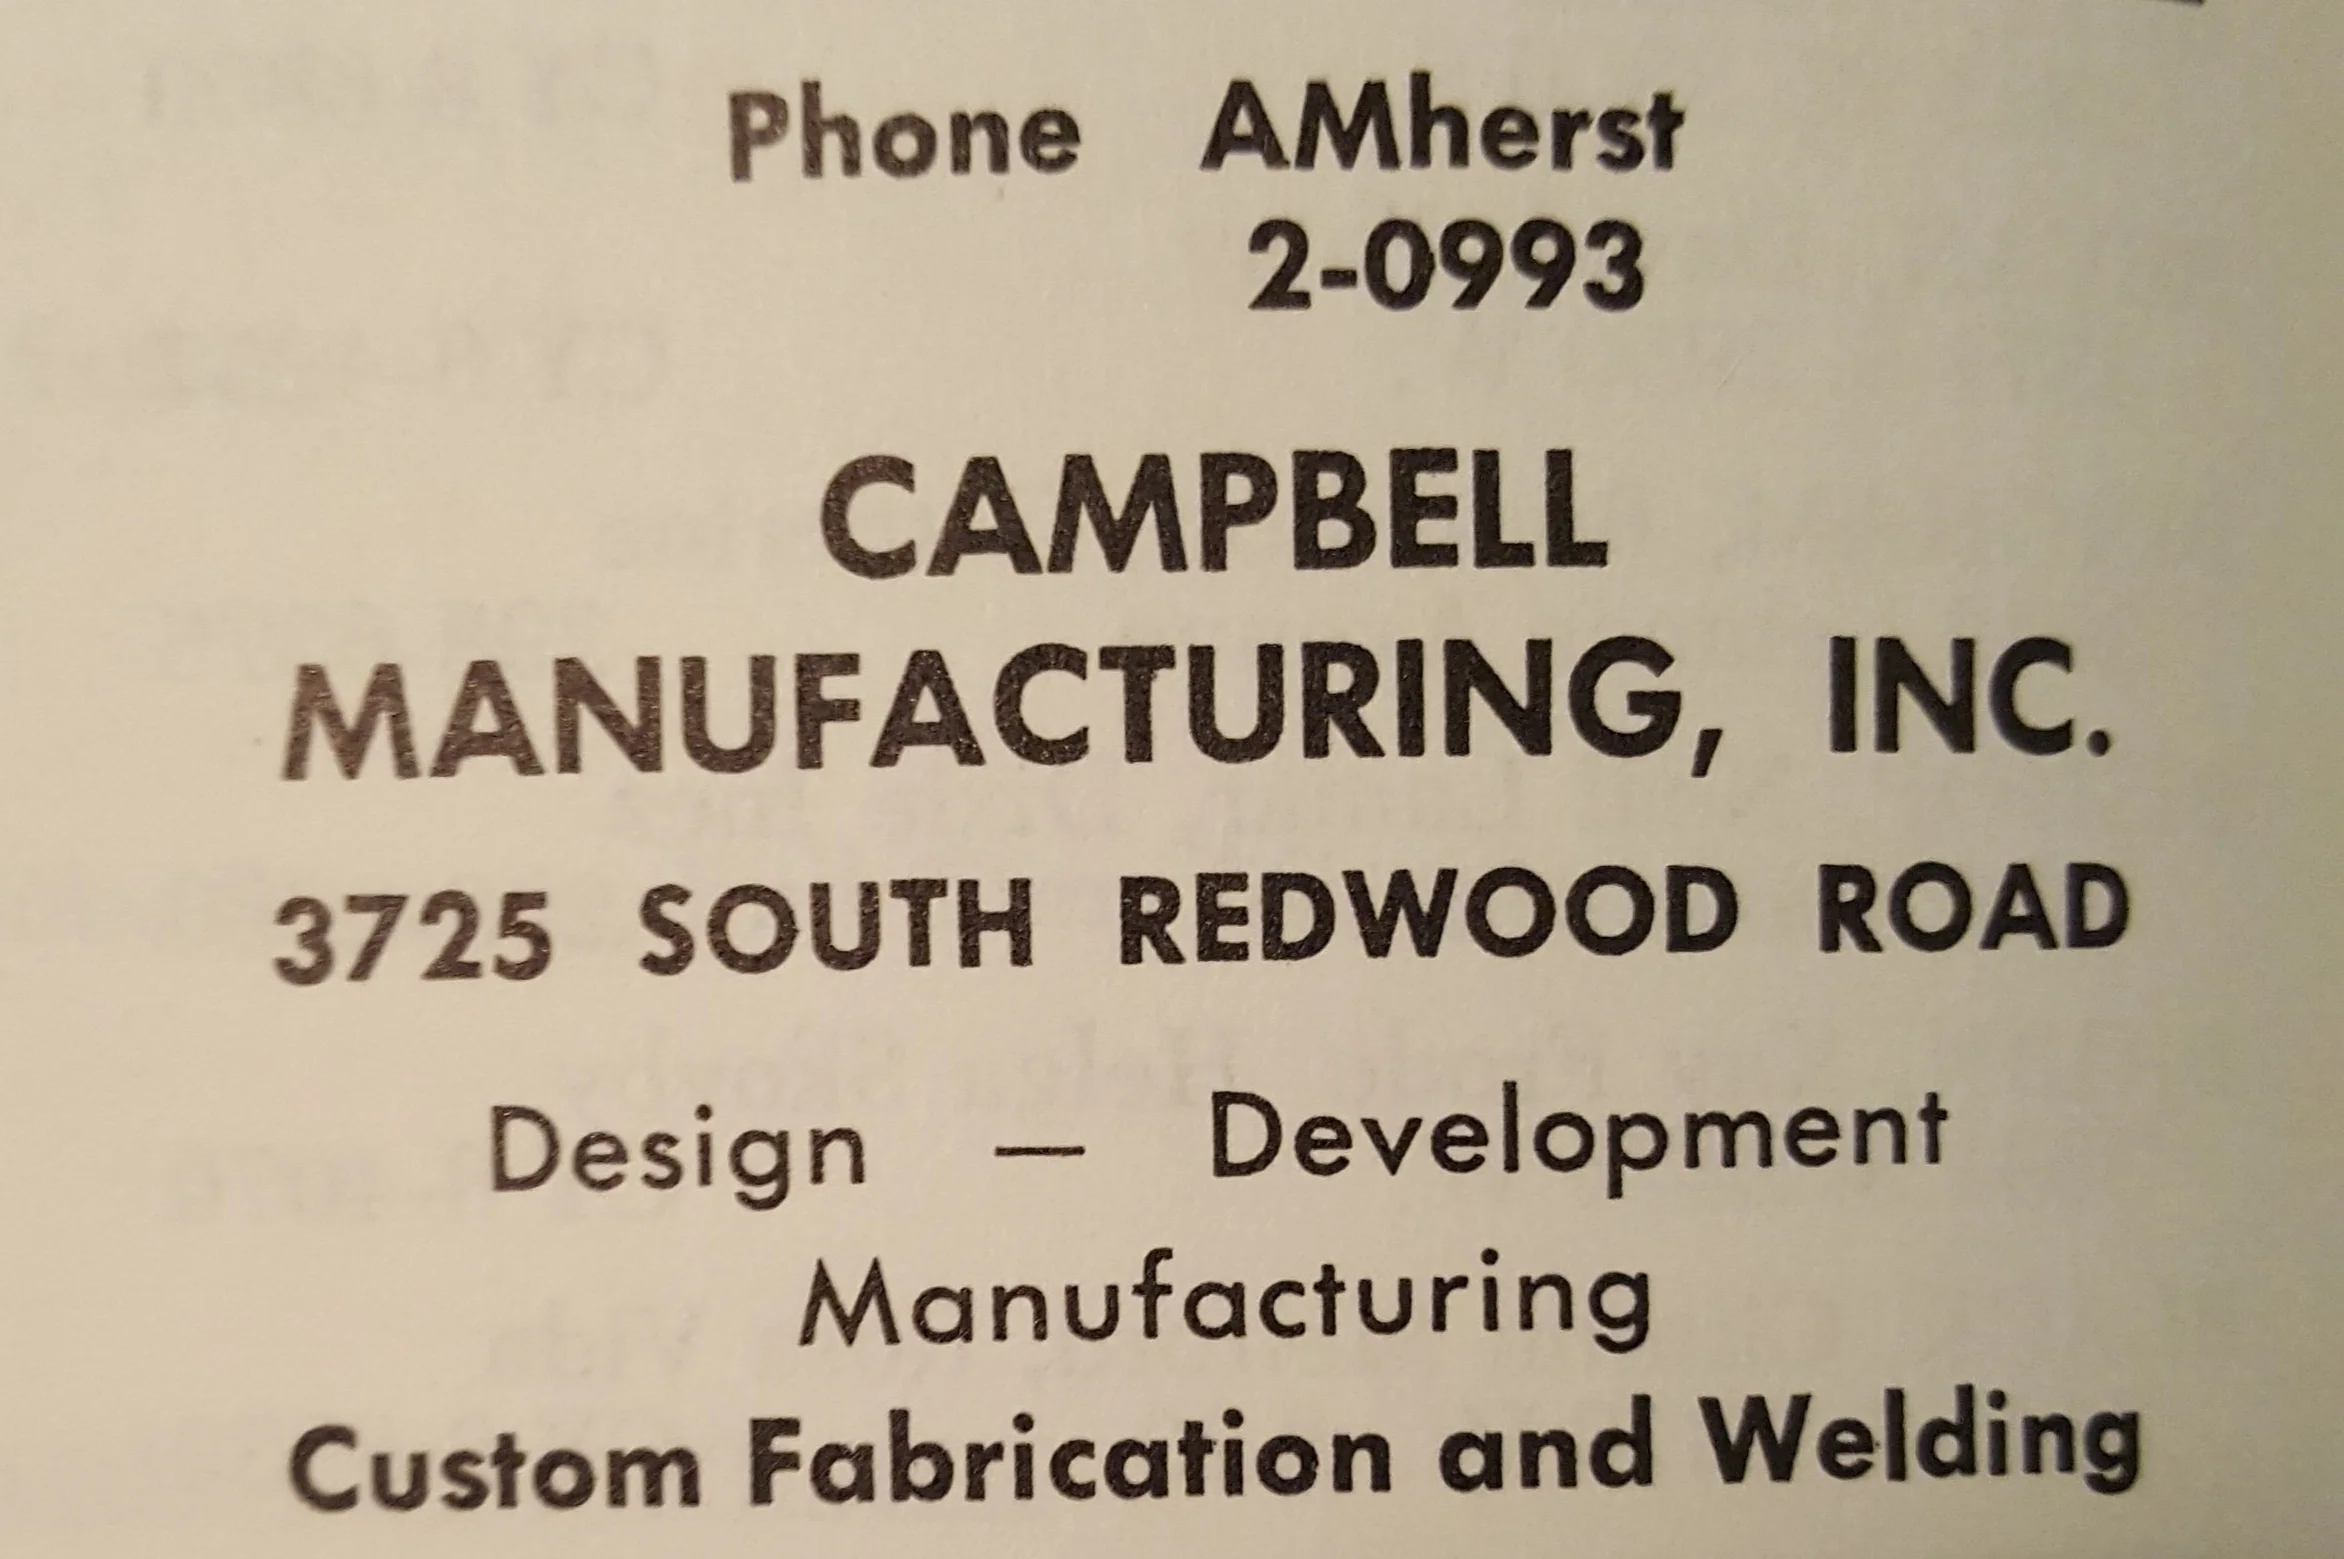 Phone AMherst
2-0993
CAMPBELL
MANUFACTURING, INC.
3725 SOUTH REDWOOD ROAD
Design — Development
Manufacturing
Custom Fabrication and Welding